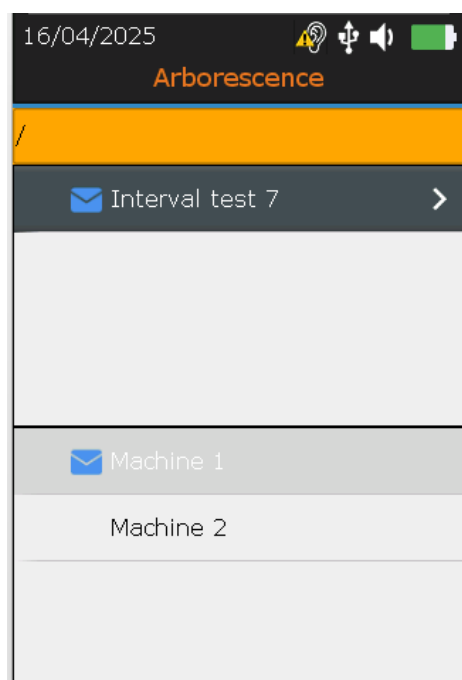 16/04/2025
Arborescence
/
Interval test 7
Machine 1
Machine 2